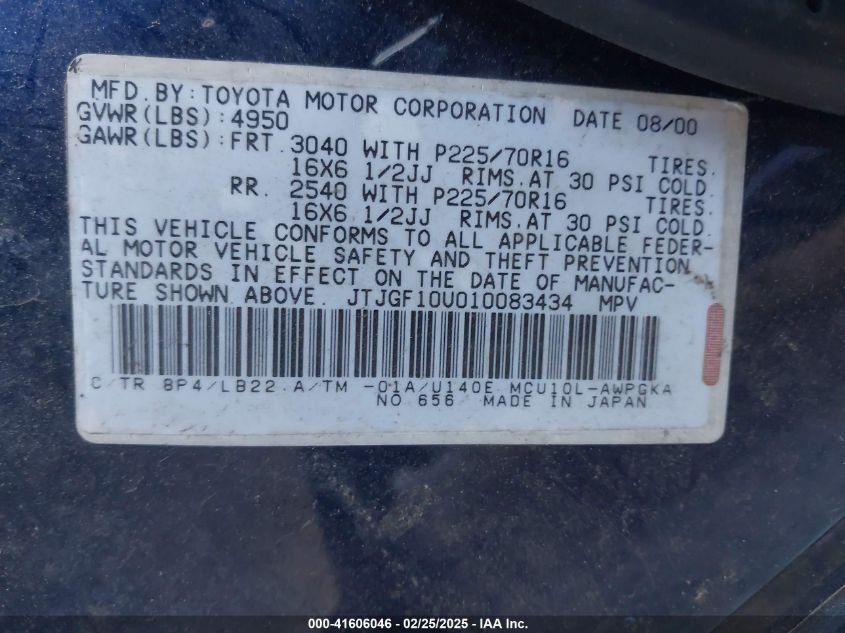 MFD. BY: TOYOTA MOTOR CORPORATION DATE 08/00
GVWR(LBS): 4950
GAWR(LBS): FRT. 3040 WITH P225/70R16 TIRES.
16X6 1/2JJ RIMS. AT 30 PSI COLD.
RR. 2540 WITH P225/70R16 TIRES.
16X6 1/2JJ RIMS. AT 30 PSI COLD.
THIS VEHICLE CONFORMS TO ALL APPLICABLE FEDER-
AL MOTOR VEHICLE SAFETY AND THEFT PREVENTION
STANDARDS IN EFFECT ON THE DATE OF MANUFAC-
TURE SHOWN ABOVE. JTJGF10U010083434 MPV
C/TR 8P4/LB22 A/TM -01A/U140E MCU10L-AWPGKA
NO 656 MADE IN JAPAN
000-41606046 - 02/25/2025 - IAA Inc.